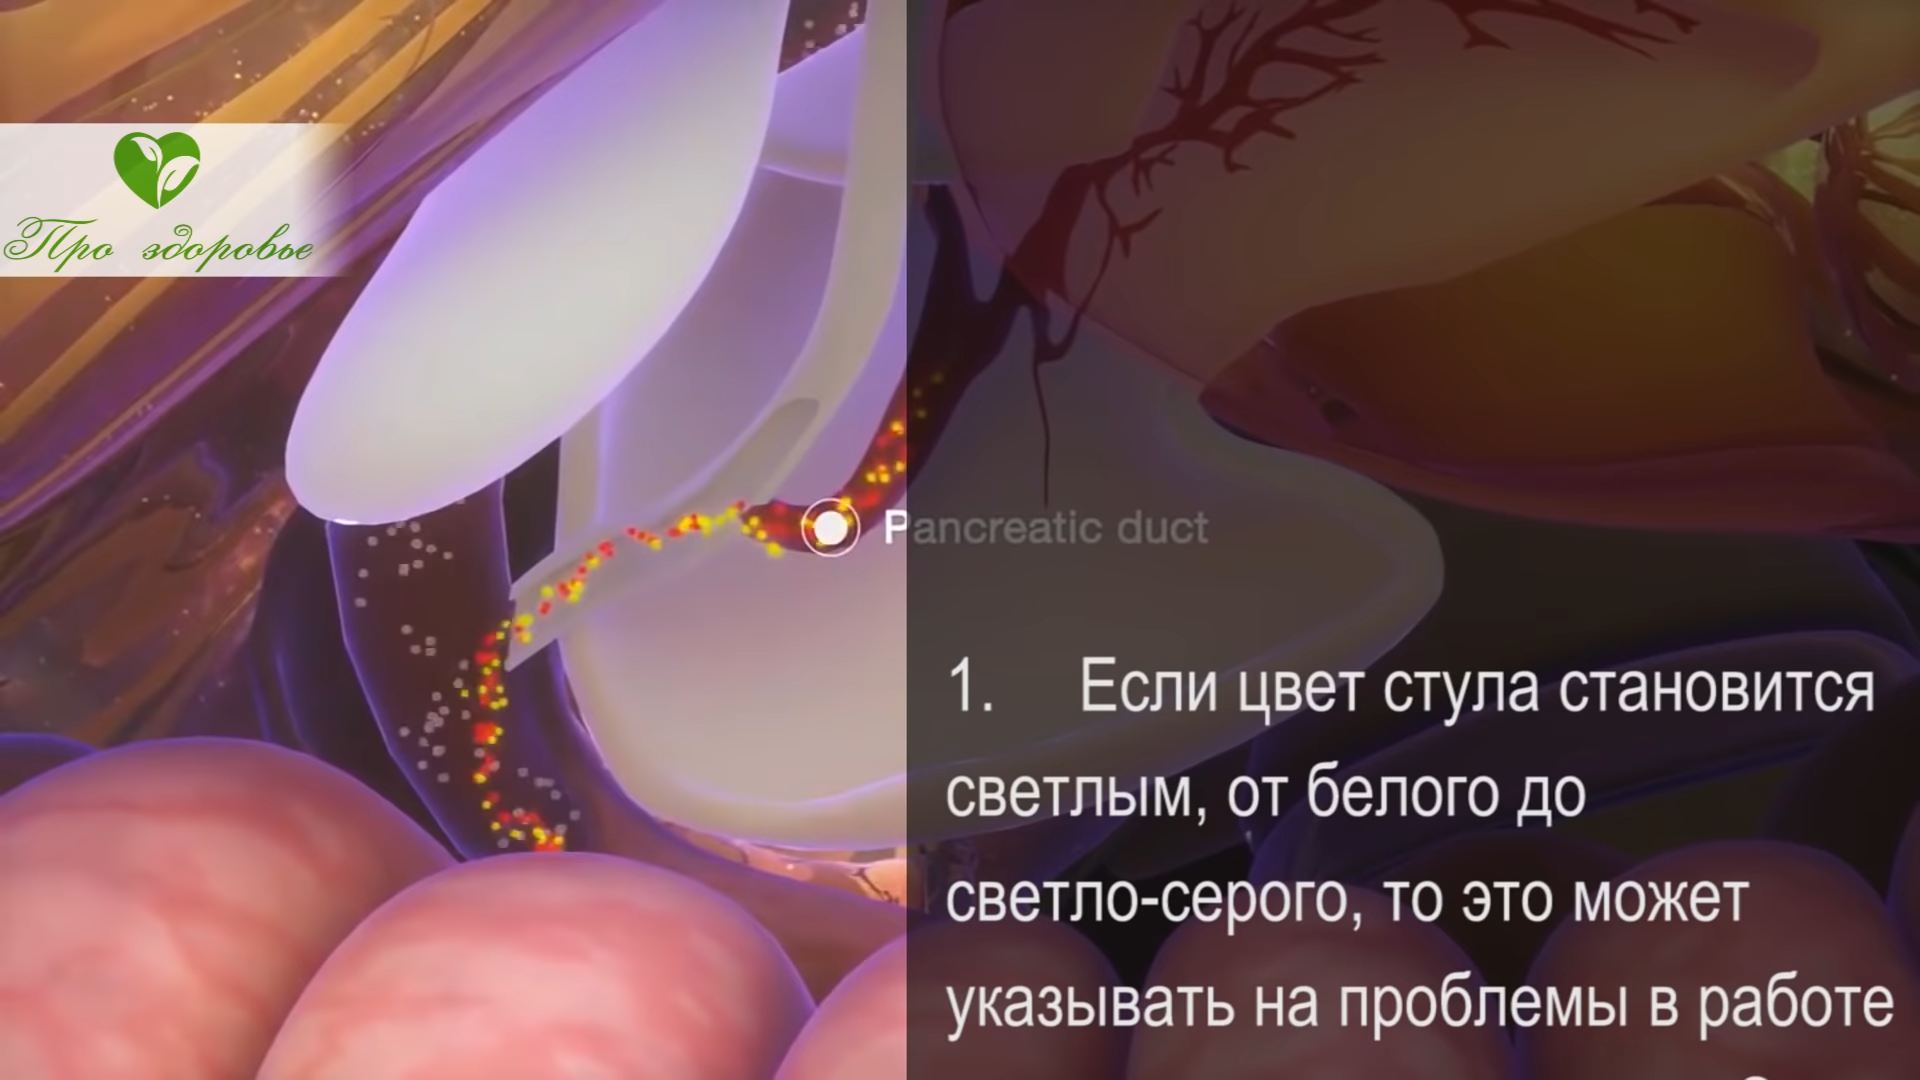 Про здоровье
Pancreatic duct
1. Если цвет стула становится
светлым, от белого до
светло-серого, то это может
указывать на проблемы в работе